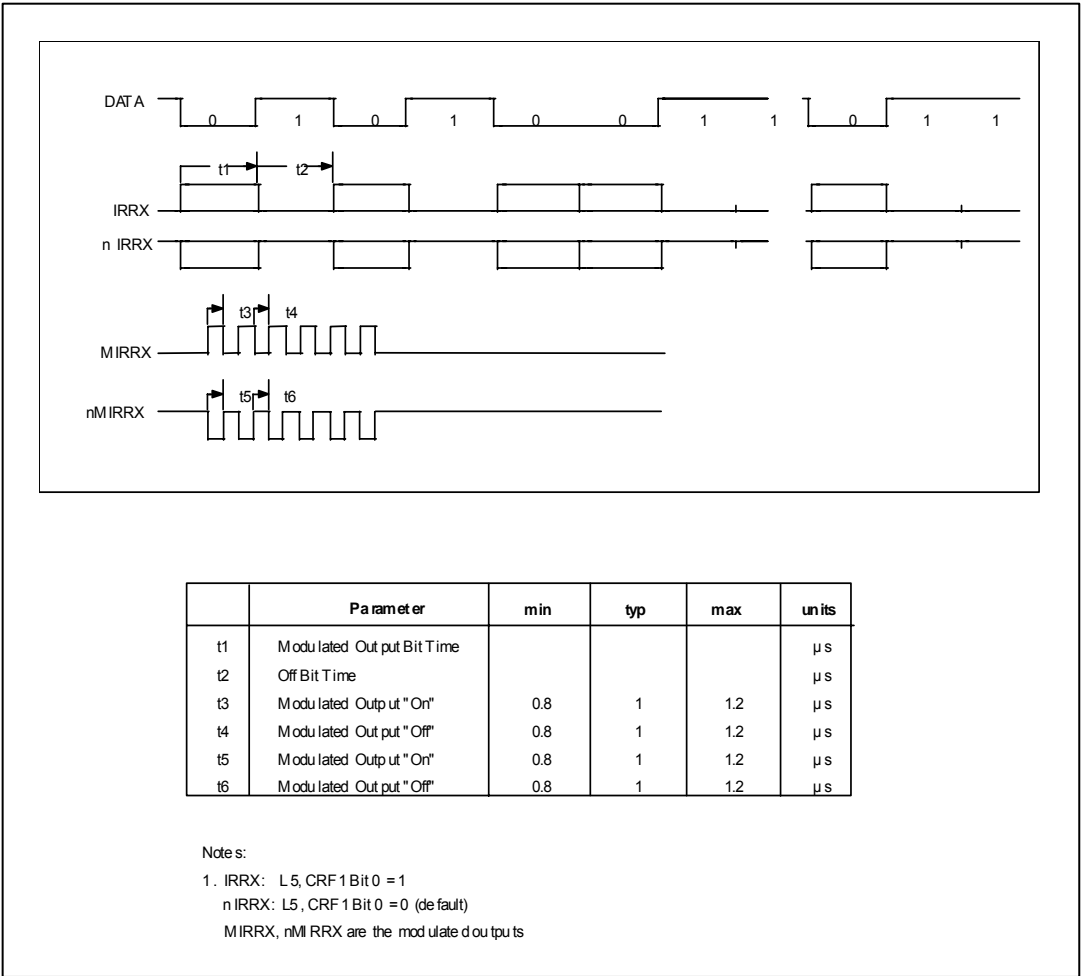 DATA
0 1 0 1 0 0 1 1 0 1 1
t1 t2
IRRX
n IRRX
t3 t4
MIRRX
t5 t6
nMIRRX
Parameter min typ max units
t1 Modulated Output Bit Time µs
t2 Off Bit Time µs
t3 Modulated Output "On" 0.8 1 1.2 µs
t4 Modulated Output "Off" 0.8 1 1.2 µs
t5 Modulated Output "On" 0.8 1 1.2 µs
t6 Modulated Output "Off" 0.8 1 1.2 µs
Notes:
1. IRRX: L5, CRF1 Bit 0 = 1
nIRRX: L5, CRF1 Bit 0 = 0 (default)
MIRRX, nMIRRX are the modulated outputs